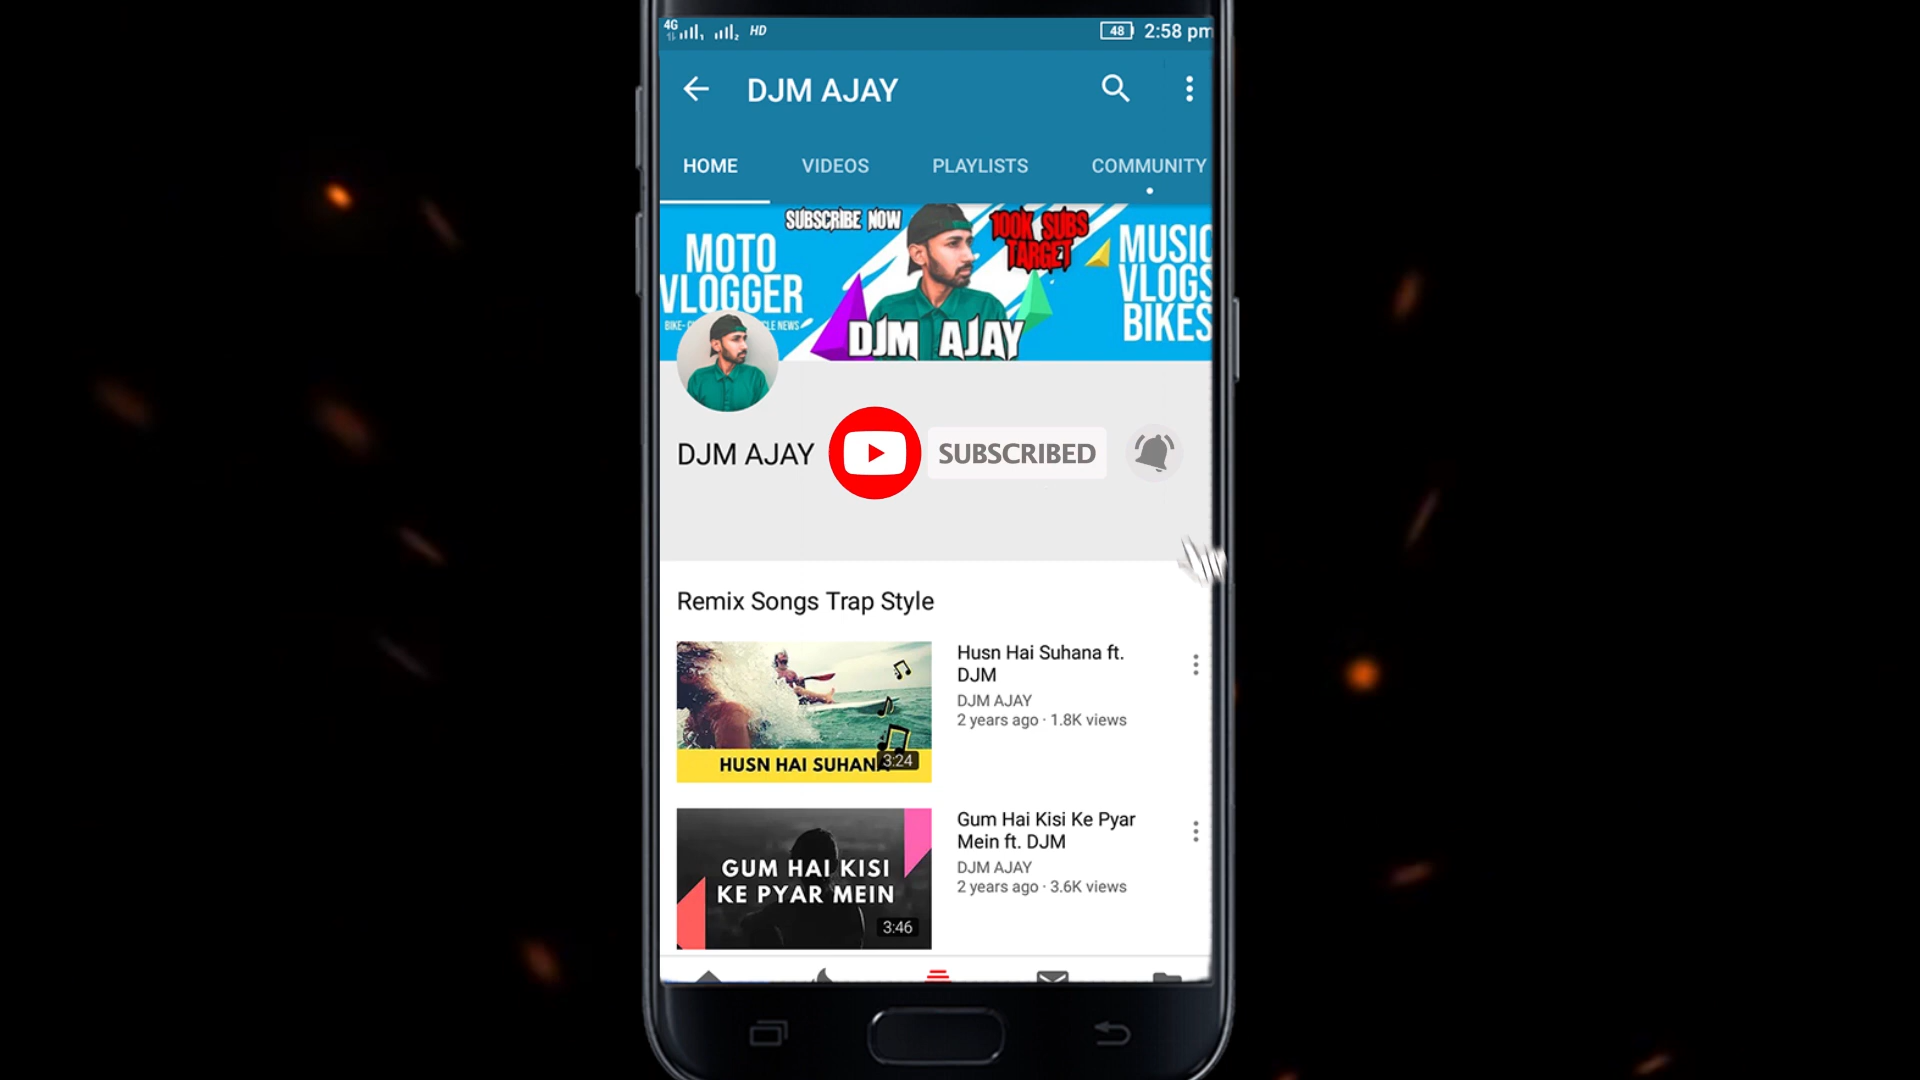 4G 1 2 HD 48 2:58 pm
DJM AJAY
HOME VIDEOS PLAYLISTS COMMUNITY
SUBSCRIBE NOW
100K SUBS
TARGET
MOTO
VLOGGER
MUSIC
VLOGS
BIKES
DJM AJAY
DJM AJAY
SUBSCRIBED
Remix Songs Trap Style
HUSN HAI SUHANA
3:24
Husn Hai Suhana ft.
DJM
DJM AJAY
2 years ago · 1.8K views
GUM HAI KISI
KE PYAR MEIN
3:46
Gum Hai Kisi Ke Pyar
Mein ft. DJM
DJM AJAY
2 years ago · 3.6K views